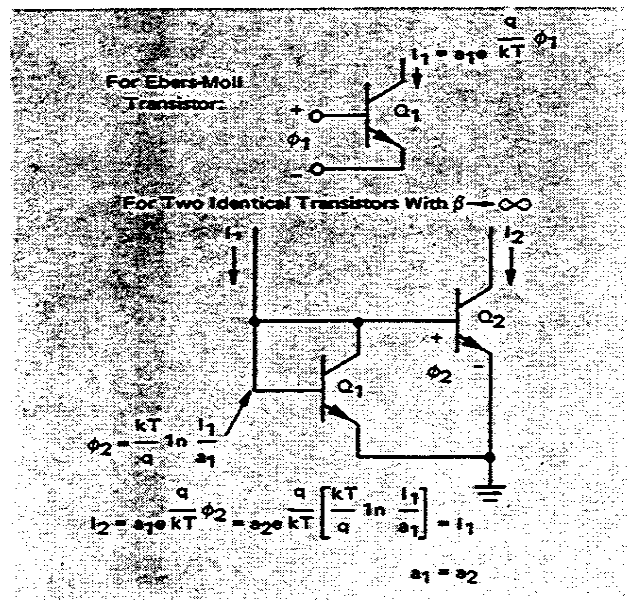 i1 = a1e q/kT ϕ1
For Ebers-Moll
Transistor:
+
Q1
ϕ1
−
For Two Identical Transistors With β → ∞
i1
i2
Q2
+
−
ϕ2
Q1
ϕ2 = kT/q ln i1/a1
i2 = a1e q/kT ϕ2 = a2e q/kT [kT/q ln i1/a1] = i1
a1 = a2